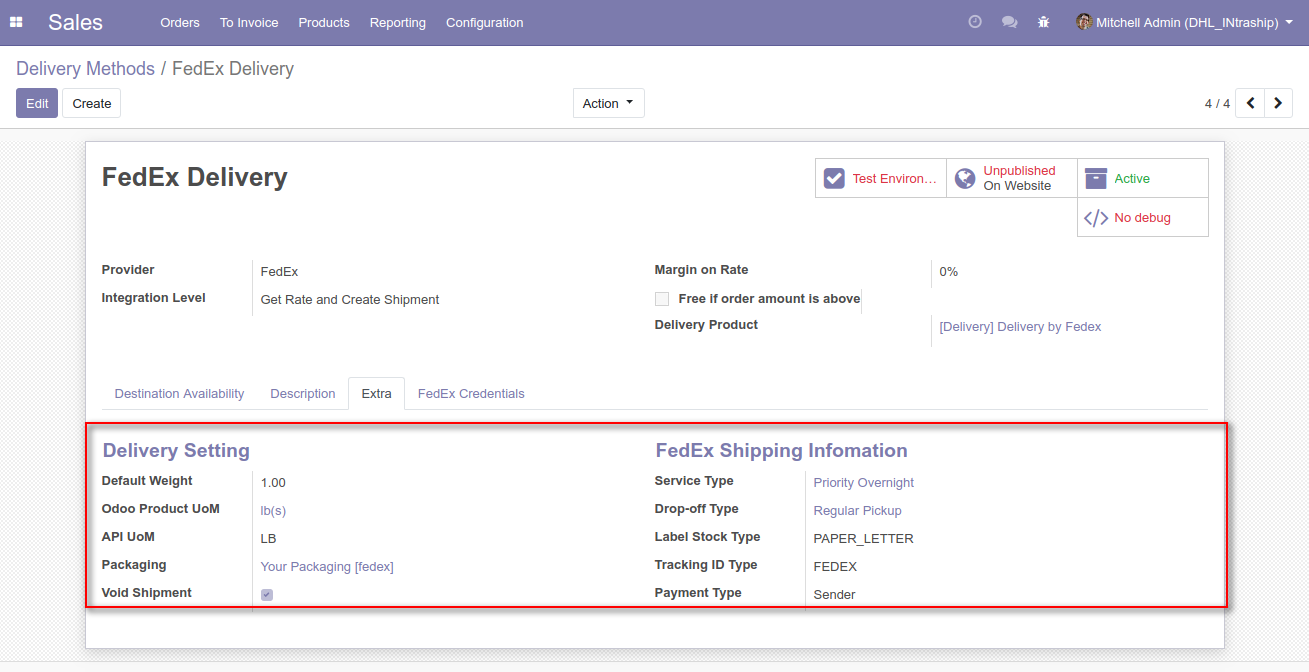 Sales Orders To Invoice Products Reporting Configuration Mitchell Admin (DHL_INtraship)
Delivery Methods / FedEx Delivery
Edit Create Action 4 / 4
FedEx Delivery
Test Environ… Unpublished On Website Active
No debug
Provider FedEx
Integration Level Get Rate and Create Shipment
Margin on Rate 0%
Free if order amount is above
Delivery Product [Delivery] Delivery by Fedex
Destination Availability Description Extra FedEx Credentials
Delivery Setting
Default Weight 1.00
Odoo Product UoM lb(s)
API UoM LB
Packaging Your Packaging [fedex]
Void Shipment
FedEx Shipping Infomation
Service Type Priority Overnight
Drop-off Type Regular Pickup
Label Stock Type PAPER_LETTER
Tracking ID Type FEDEX
Payment Type Sender